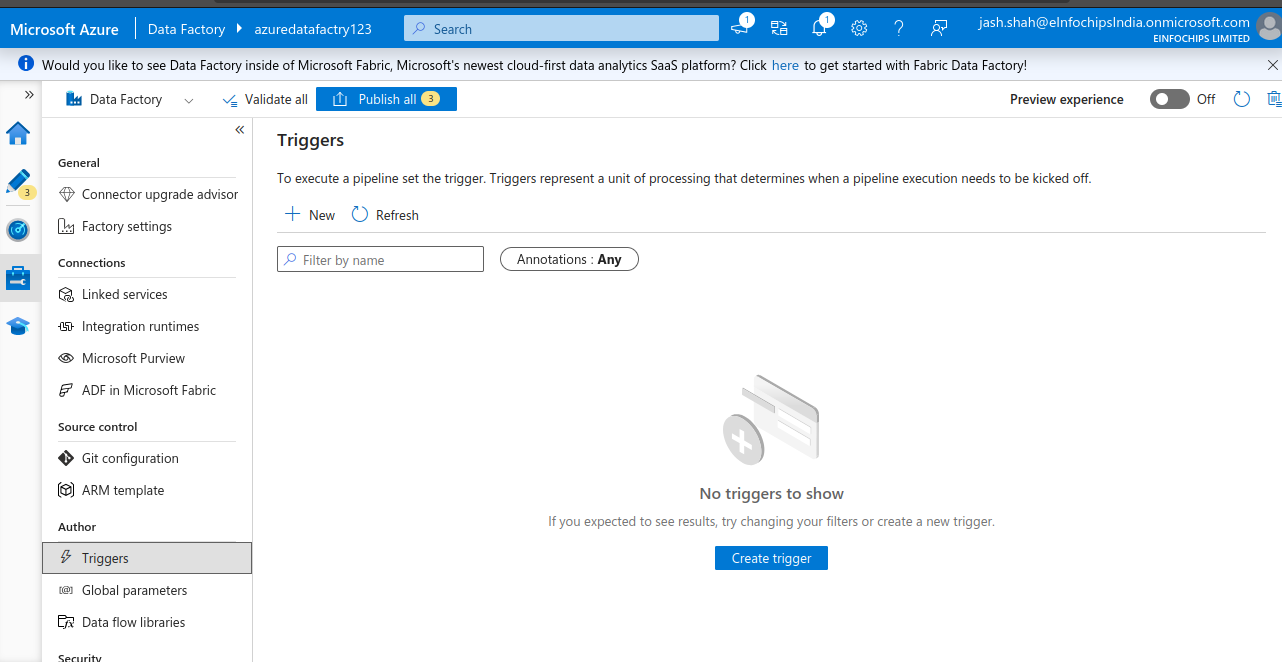 Microsoft Azure
Data Factory
azuredatafactry123
Search
1
1
jash.shah@eInfochipsIndia.onmicrosoft.com
EINFOCHIPS LIMITED
Would you like to see Data Factory inside of Microsoft Fabric, Microsoft's newest cloud-first data analytics SaaS platform? Click here to get started with Fabric Data Factory!
Data Factory
Validate all
Publish all 3
Preview experience
Off
3
General
Connector upgrade advisor
Factory settings
Connections
Linked services
Integration runtimes
Microsoft Purview
ADF in Microsoft Fabric
Source control
Git configuration
ARM template
Author
Triggers
Global parameters
Data flow libraries
Security
Triggers
To execute a pipeline set the trigger. Triggers represent a unit of processing that determines when a pipeline execution needs to be kicked off.
New
Refresh
Filter by name
Annotations : Any
No triggers to show
If you expected to see results, try changing your filters or create a new trigger.
Create trigger